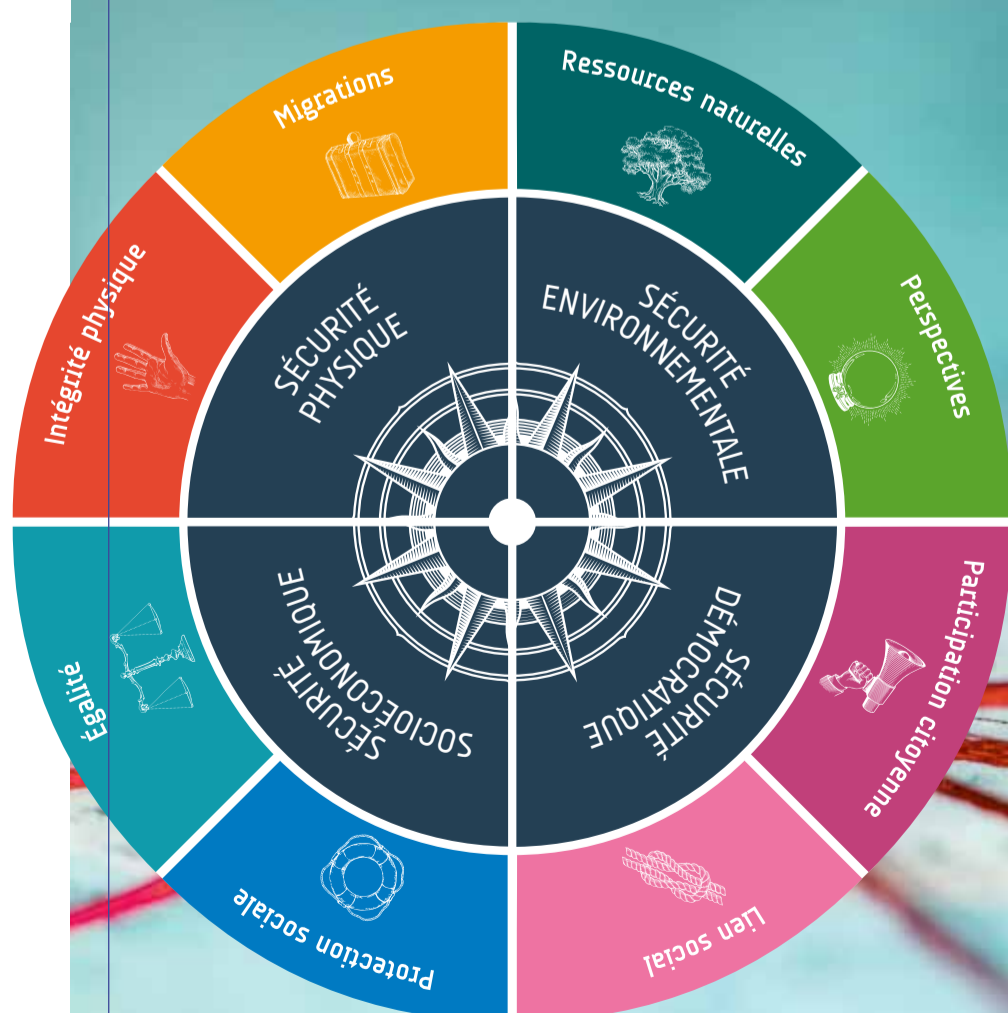 Migrations
Ressources naturelles
Intégrité physique
Perspectives
SÉCURITÉ
PHYSIQUE
SÉCURITÉ
ENVIRONNEMENTALE
SÉCURITÉ
SOCIOÉCONOMIQUE
SÉCURITÉ
DÉMOCRATIQUE
Égalité
Participation citoyenne
Protection sociale
Lien social